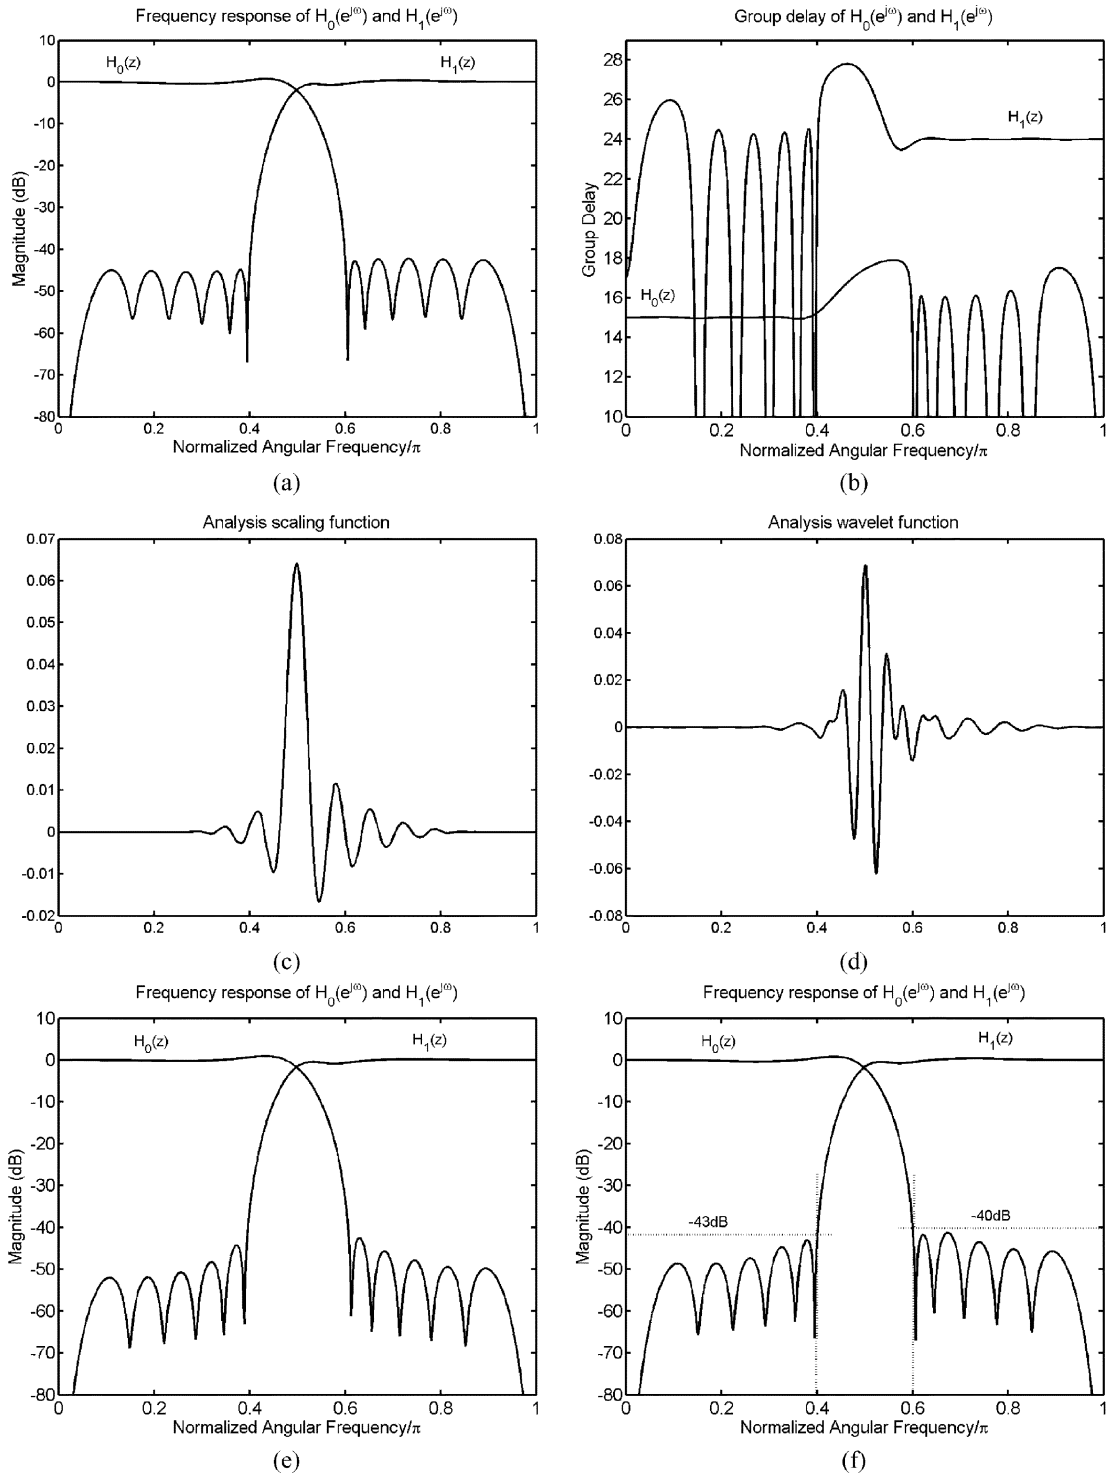 Frequency response of H0(e^jω) and H1(e^jω)
10
0
-10
-20
-30
-40
-50
-60
-70
-80
Magnitude (dB)
H0(z)
H1(z)
0 0.2 0.4 0.6 0.8 1
Normalized Angular Frequency/π
(a)
Group delay of H0(e^jω) and H1(e^jω)
28
26
24
22
20
18
16
14
12
10
Group Delay
H1(z)
H0(z)
0 0.2 0.4 0.6 0.8 1
Normalized Angular Frequency/π
(b)
Analysis scaling function
0.07
0.06
0.05
0.04
0.03
0.02
0.01
0
-0.01
-0.02
0 0.2 0.4 0.6 0.8 1
(c)
Analysis wavelet function
0.08
0.06
0.04
0.02
0
-0.02
-0.04
-0.06
-0.08
0 0.2 0.4 0.6 0.8 1
(d)
Frequency response of H0(e^jω) and H1(e^jω)
10
0
-10
-20
-30
-40
-50
-60
-70
-80
Magnitude (dB)
H0(z)
H1(z)
0 0.2 0.4 0.6 0.8 1
Normalized Angular Frequency/π
(e)
Frequency response of H0(e^jω) and H1(e^jω)
10
0
-10
-20
-30
-40
-50
-60
-70
-80
Magnitude (dB)
H0(z)
H1(z)
-43dB
-40dB
0 0.2 0.4 0.6 0.8 1
Normalized Angular Frequency/π
(f)